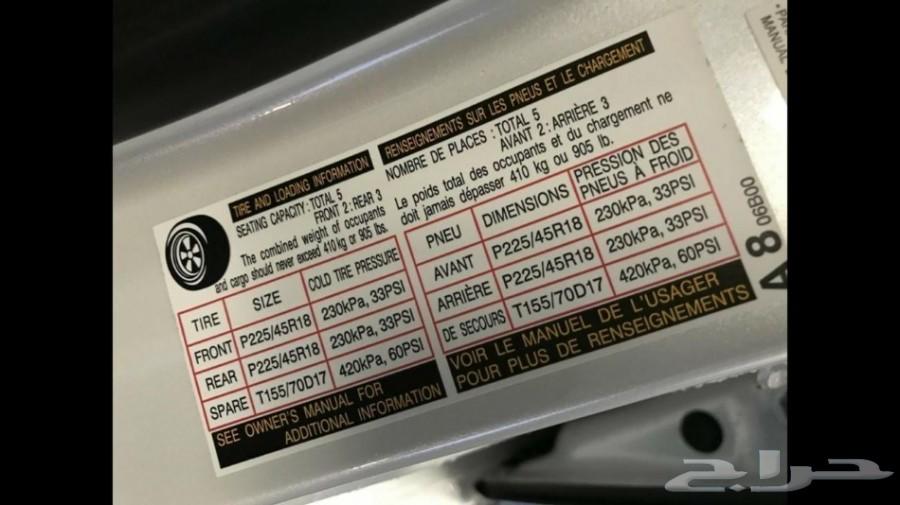 TIRE AND LOADING INFORMATION
SEATING CAPACITY : TOTAL 5
FRONT 2 : REAR 3
The combined weight of occupants
and cargo should never exceed 410 kg or 905 lbs.
TIRE SIZE COLD TIRE PRESSURE
FRONT P225/45R18 230kPa, 33PSI
REAR P225/45R18 230kPa, 33PSI
SPARE T155/70D17 420kPa, 60PSI
SEE OWNER'S MANUAL FOR
ADDITIONAL INFORMATION
RENSEIGNEMENTS SUR LES PNEUS ET LE CHARGEMENT
NOMBRE DE PLACES : TOTAL 5
AVANT 2 : ARRIÈRE 3
Le poids total des occupants et du chargement ne
doit jamais dépasser 410 kg ou 905 lb.
PNEU DIMENSIONS PRESSION DES
PNEUS À FROID
AVANT P225/45R18 230kPa, 33PSI
ARRIÈRE P225/45R18 230kPa, 33PSI
DE SECOURS T155/70D17 420kPa, 60PSI
VOIR LE MANUEL DE L'USAGER
POUR PLUS DE RENSEIGNEMENTS
06B00
A8
MANUAL
حراج